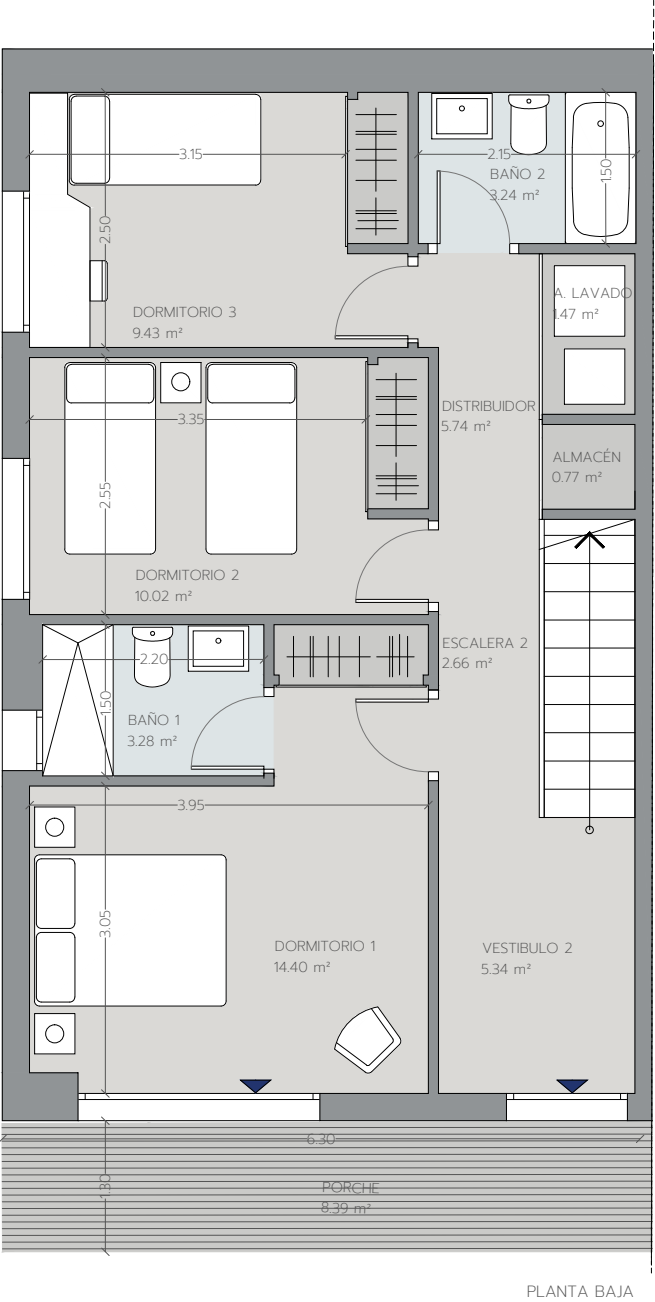 3.15
2.15
BAÑO 2
3.24 m²
1.50
2.50
DORMITORIO 3
9.43 m²
A. LAVADO
1.47 m²
3.35
DISTRIBUIDOR
5.74 m²
ALMACÉN
0.77 m²
2.55
DORMITORIO 2
10.02 m²
ESCALERA 2
2.66 m²
2.20
1.50
BAÑO 1
3.28 m²
3.95
3.05
DORMITORIO 1
14.40 m²
VESTIBULO 2
5.34 m²
6.30
1.30
PORCHE
8.39 m²
PLANTA BAJA